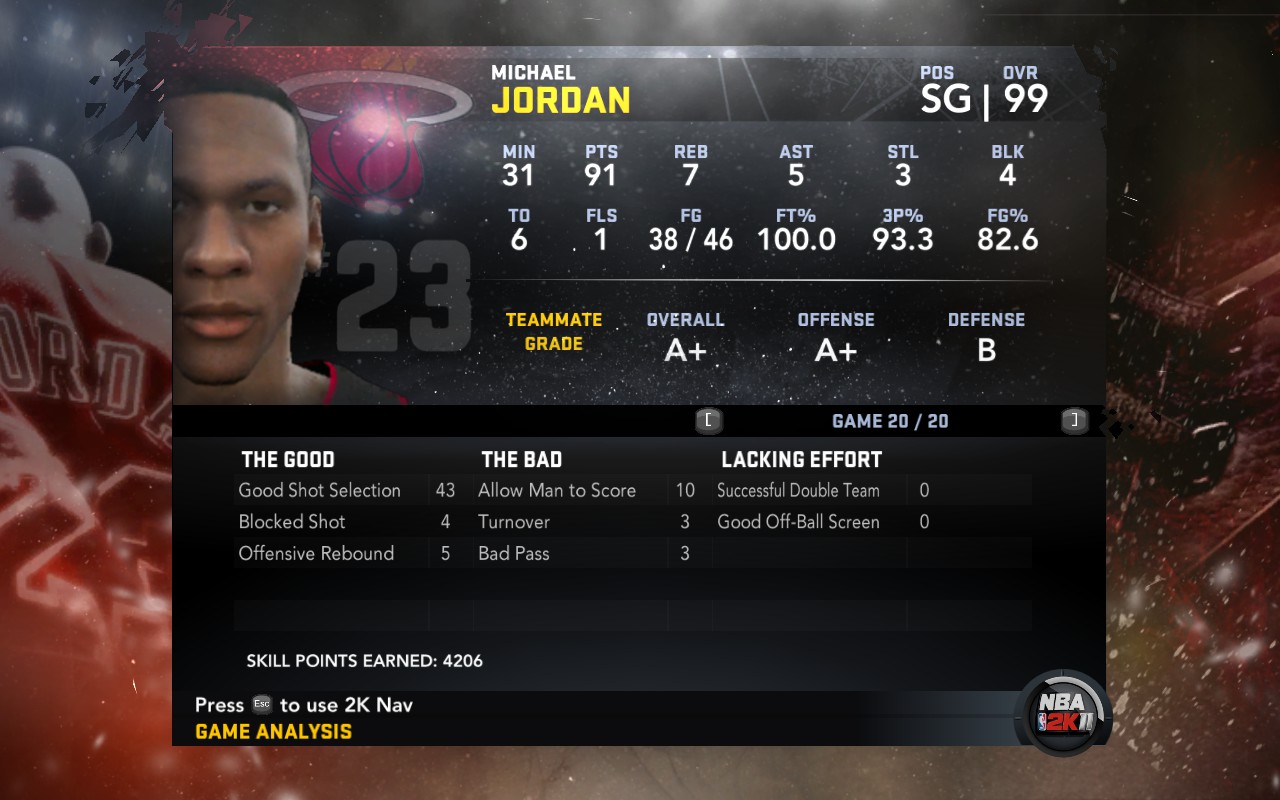 MICHAEL
JORDAN
POS OVR
SG | 99
MIN PTS REB AST STL BLK
31 91 7 5 3 4
TO FLS FG FT% 3P% FG%
6 1 38 / 46 100.0 93.3 82.6
#23
TEAMMATE GRADE OVERALL OFFENSE DEFENSE
A+ A+ B
[ GAME 20 / 20 ]
THE GOOD THE BAD LACKING EFFORT
Good Shot Selection 43 Allow Man to Score 10 Successful Double Team 0
Blocked Shot 4 Turnover 3 Good Off-Ball Screen 0
Offensive Rebound 5 Bad Pass 3
SKILL POINTS EARNED: 4206
Press Esc to use 2K Nav
GAME ANALYSIS
NBA
2K11